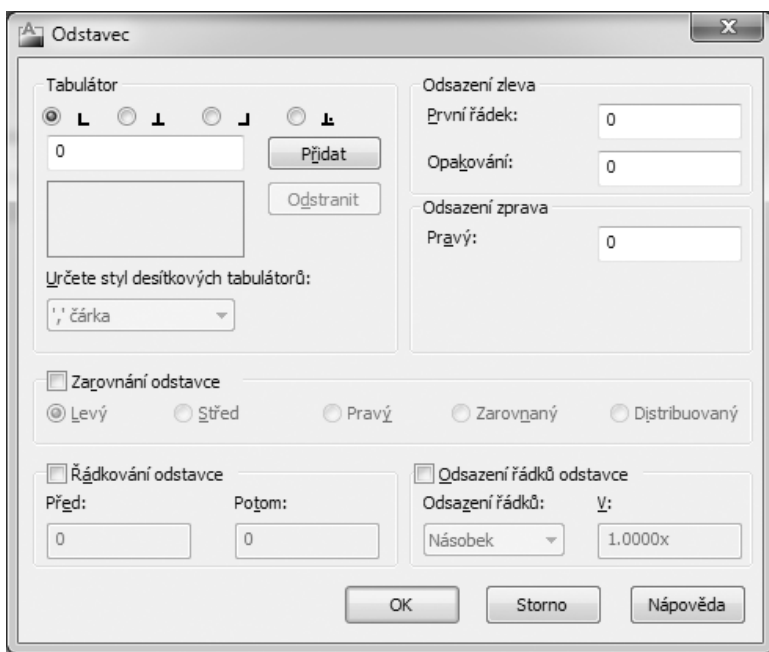 Odstavec
Tabulátor
0
Přidat
Odstranit
Určete styl desítkových tabulátorů:
',' čárka
Odsazení zleva
První řádek:
0
Opakování:
0
Odsazení zprava
Pravý:
0
Zarovnání odstavce
Levý Střed Pravý Zarovnaný Distribuovaný
Řádkování odstavce
Před: Potom:
0 0
Odsazení řádků odstavce
Odsazení řádků: V:
Násobek 1.0000x
OK Storno Nápověda